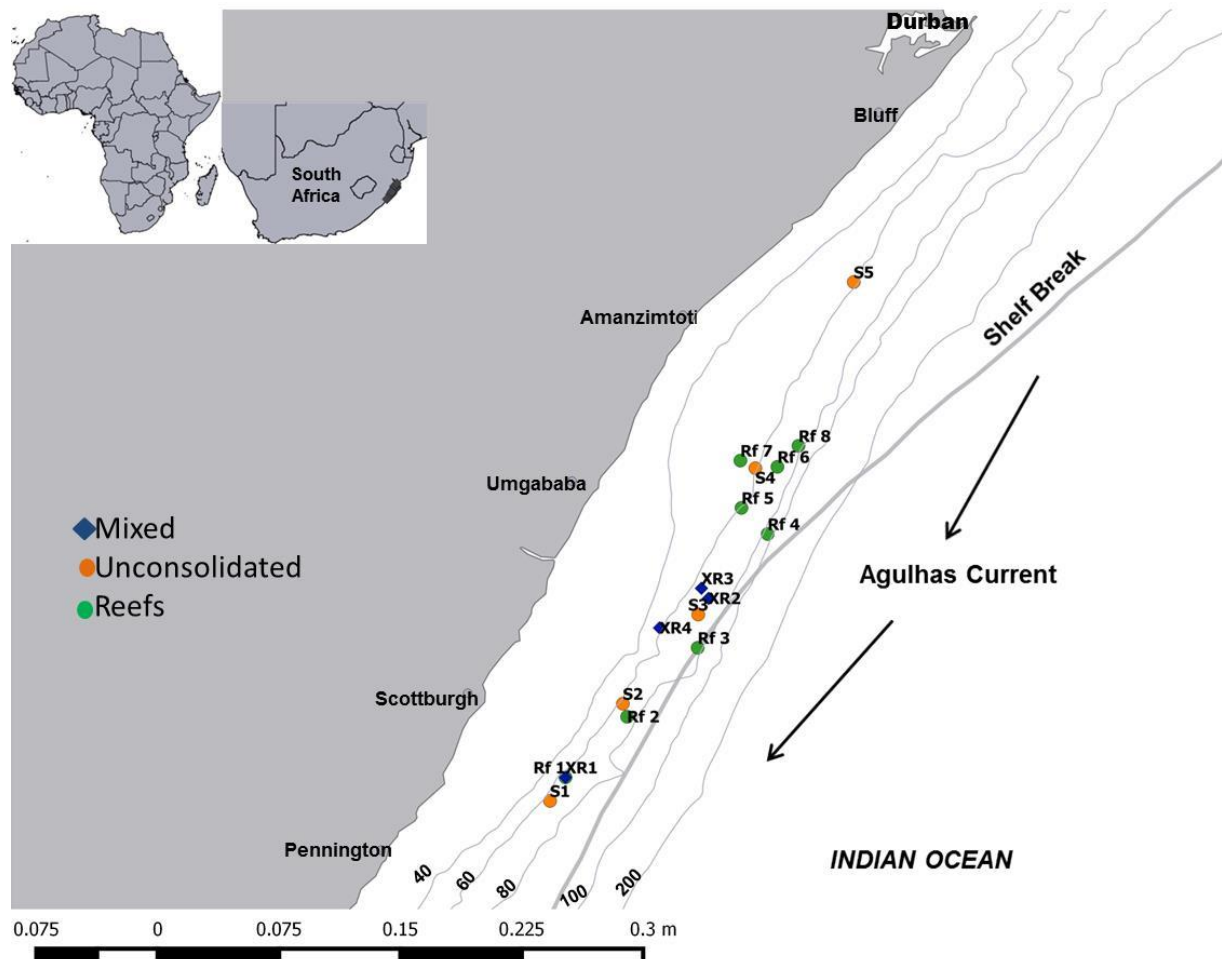 Durban
Bluff
South
Africa
S5
Shelf Break
Amanzimtoti
Rf 8
Rf 7
Rf 6
S4
Umgababa
Rf 5
Mixed
Rf 4
Unconsolidated
Agulhas Current
XR3
XR2
Reefs
S3
XR4
Rf 3
Scottburgh
S2
Rf 2
Rf 1XR1
S1
Pennington
INDIAN OCEAN
40
60
80
100
200
0.075
0
0.075
0.15
0.225
0.3 m